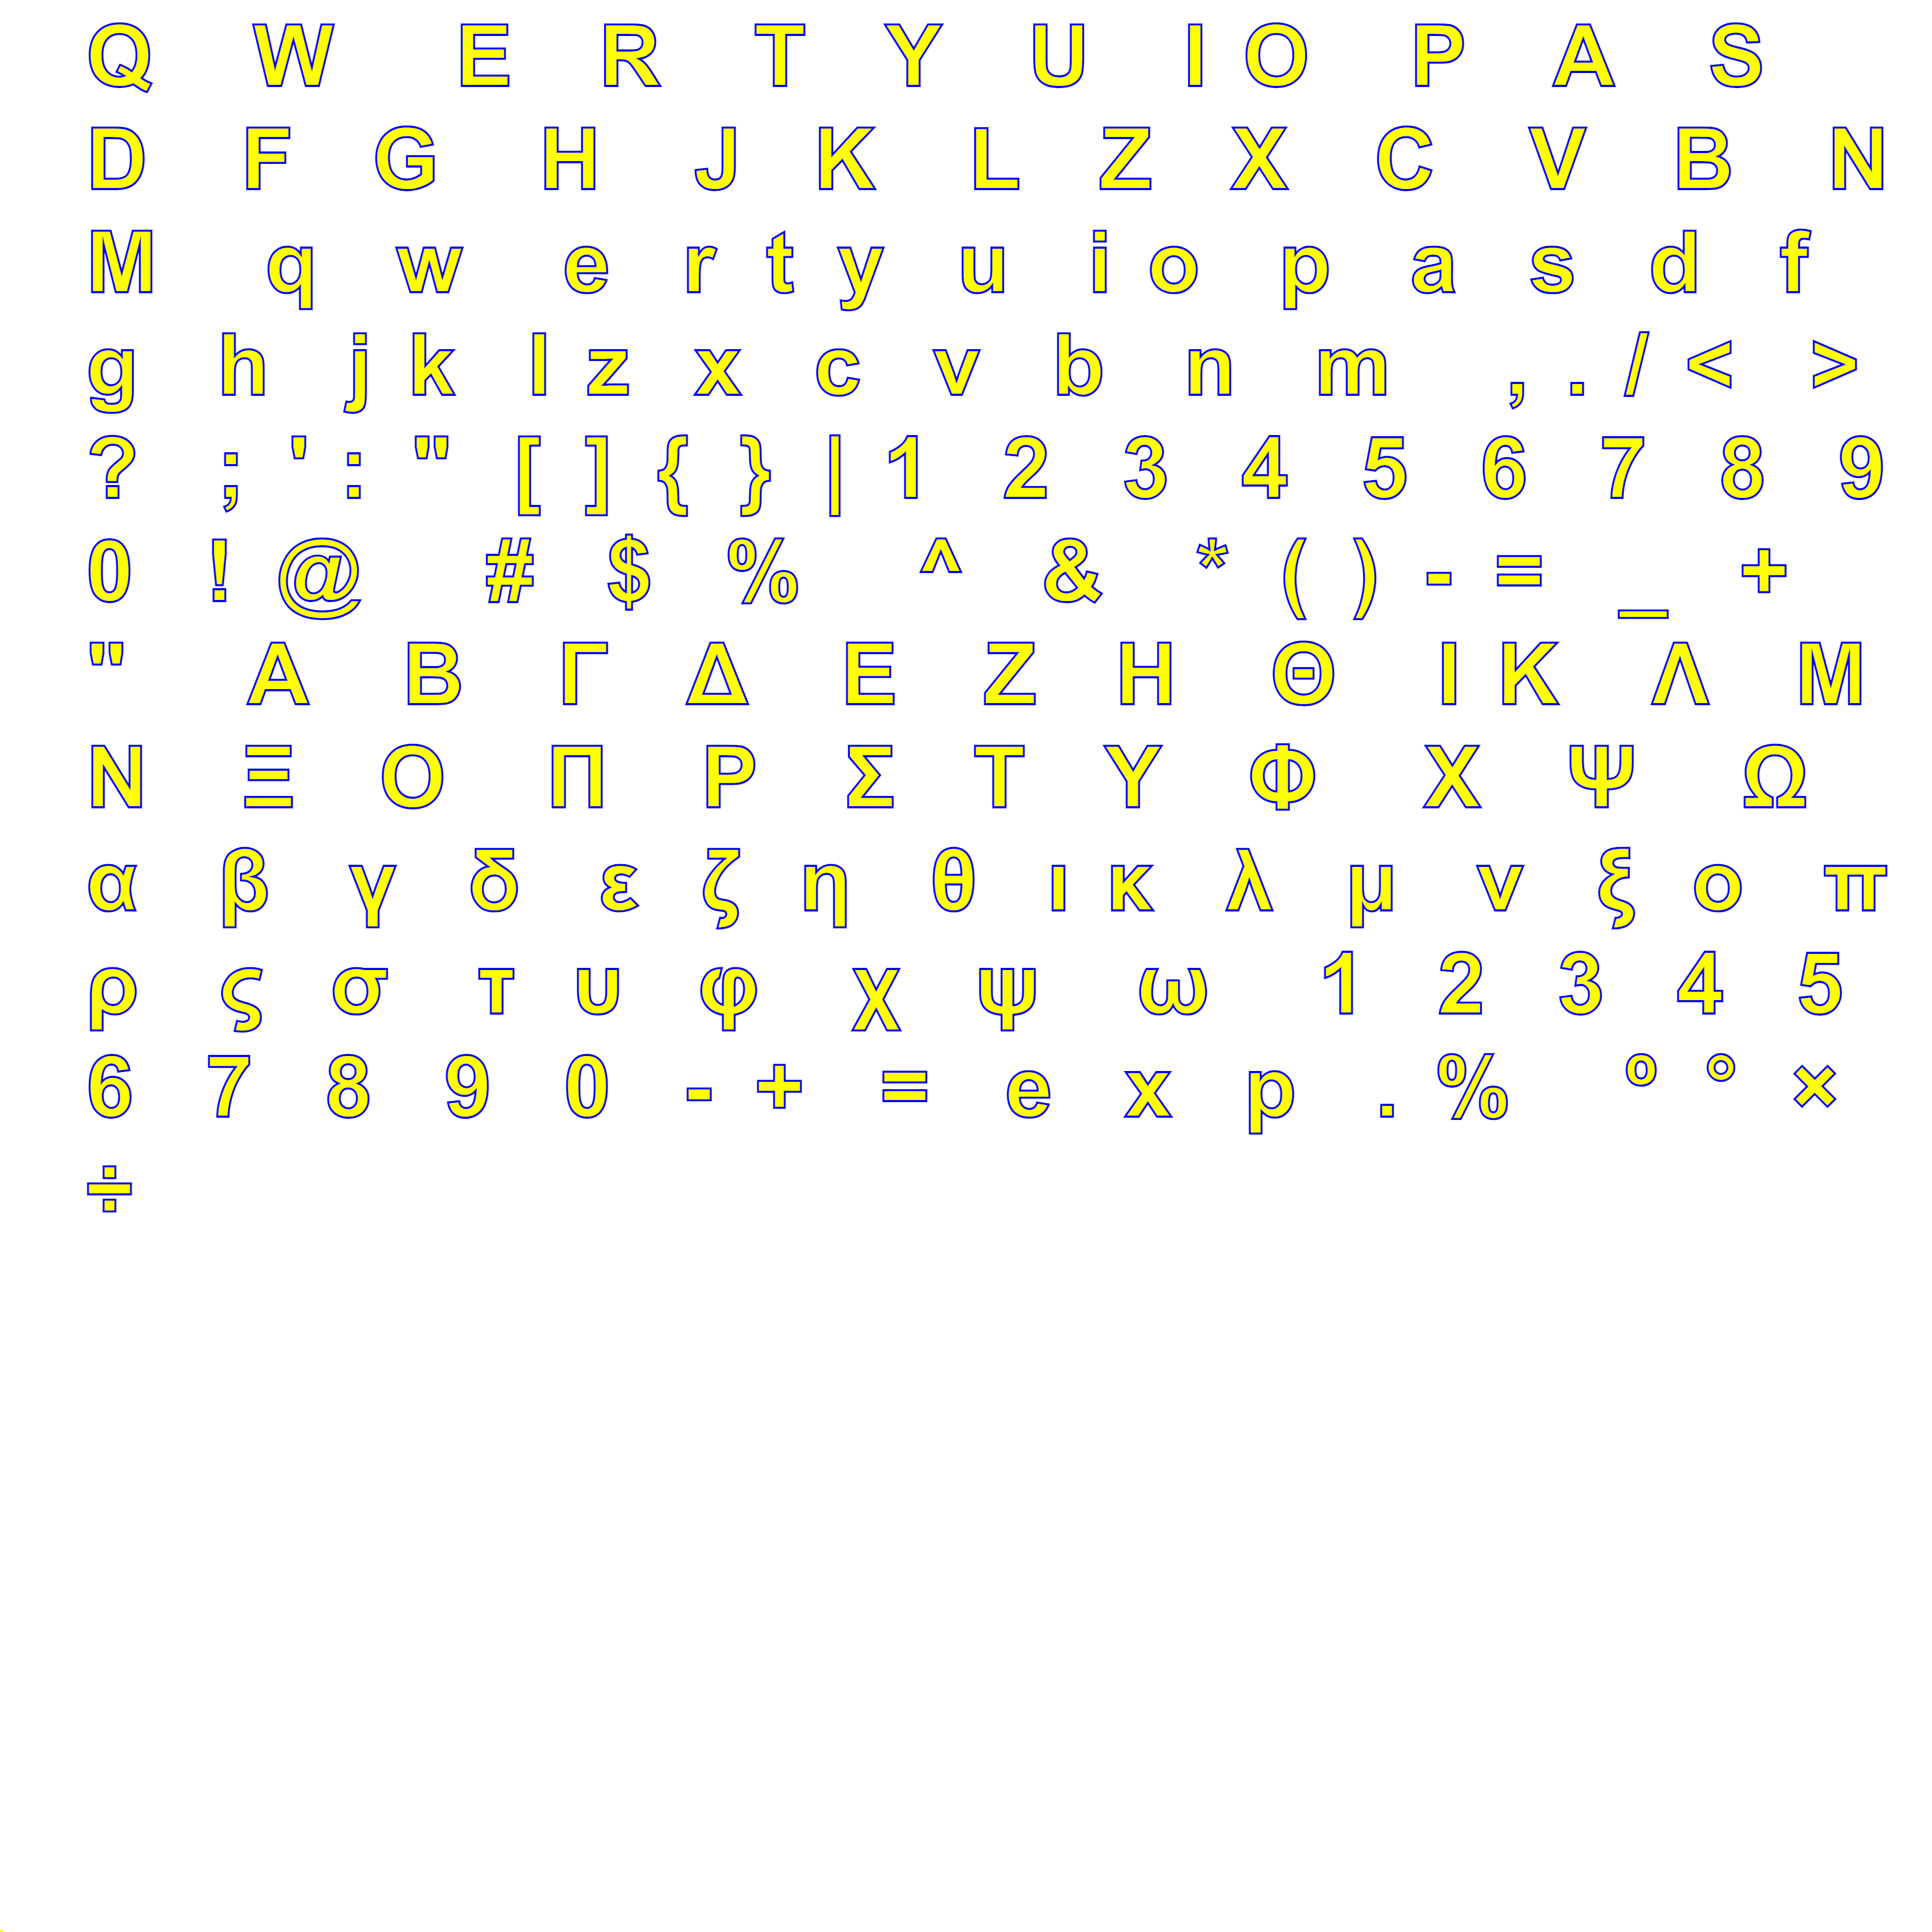 Q W E R T Y U I O P A S
D F G H J K L Z X C V B N
M q w e r t y u i o p a s d f
g h j k l z x c v b n m , . / < >
? ; ' : " [ ] { } | 1 2 3 4 5 6 7 8 9
0 ! @ # $ % ^ & * ( ) - = _ +
" Α Β Γ Δ Ε Ζ Η Θ Ι Κ Λ Μ
Ν Ξ Ο Π Ρ Σ Τ Υ Φ Χ Ψ Ω
α β γ δ ε ζ η θ ι κ λ μ ν ξ ο π
ρ ς σ τ υ φ χ ψ ω 1 2 3 4 5
6 7 8 9 0 - + = e x p . % º ° ×
÷